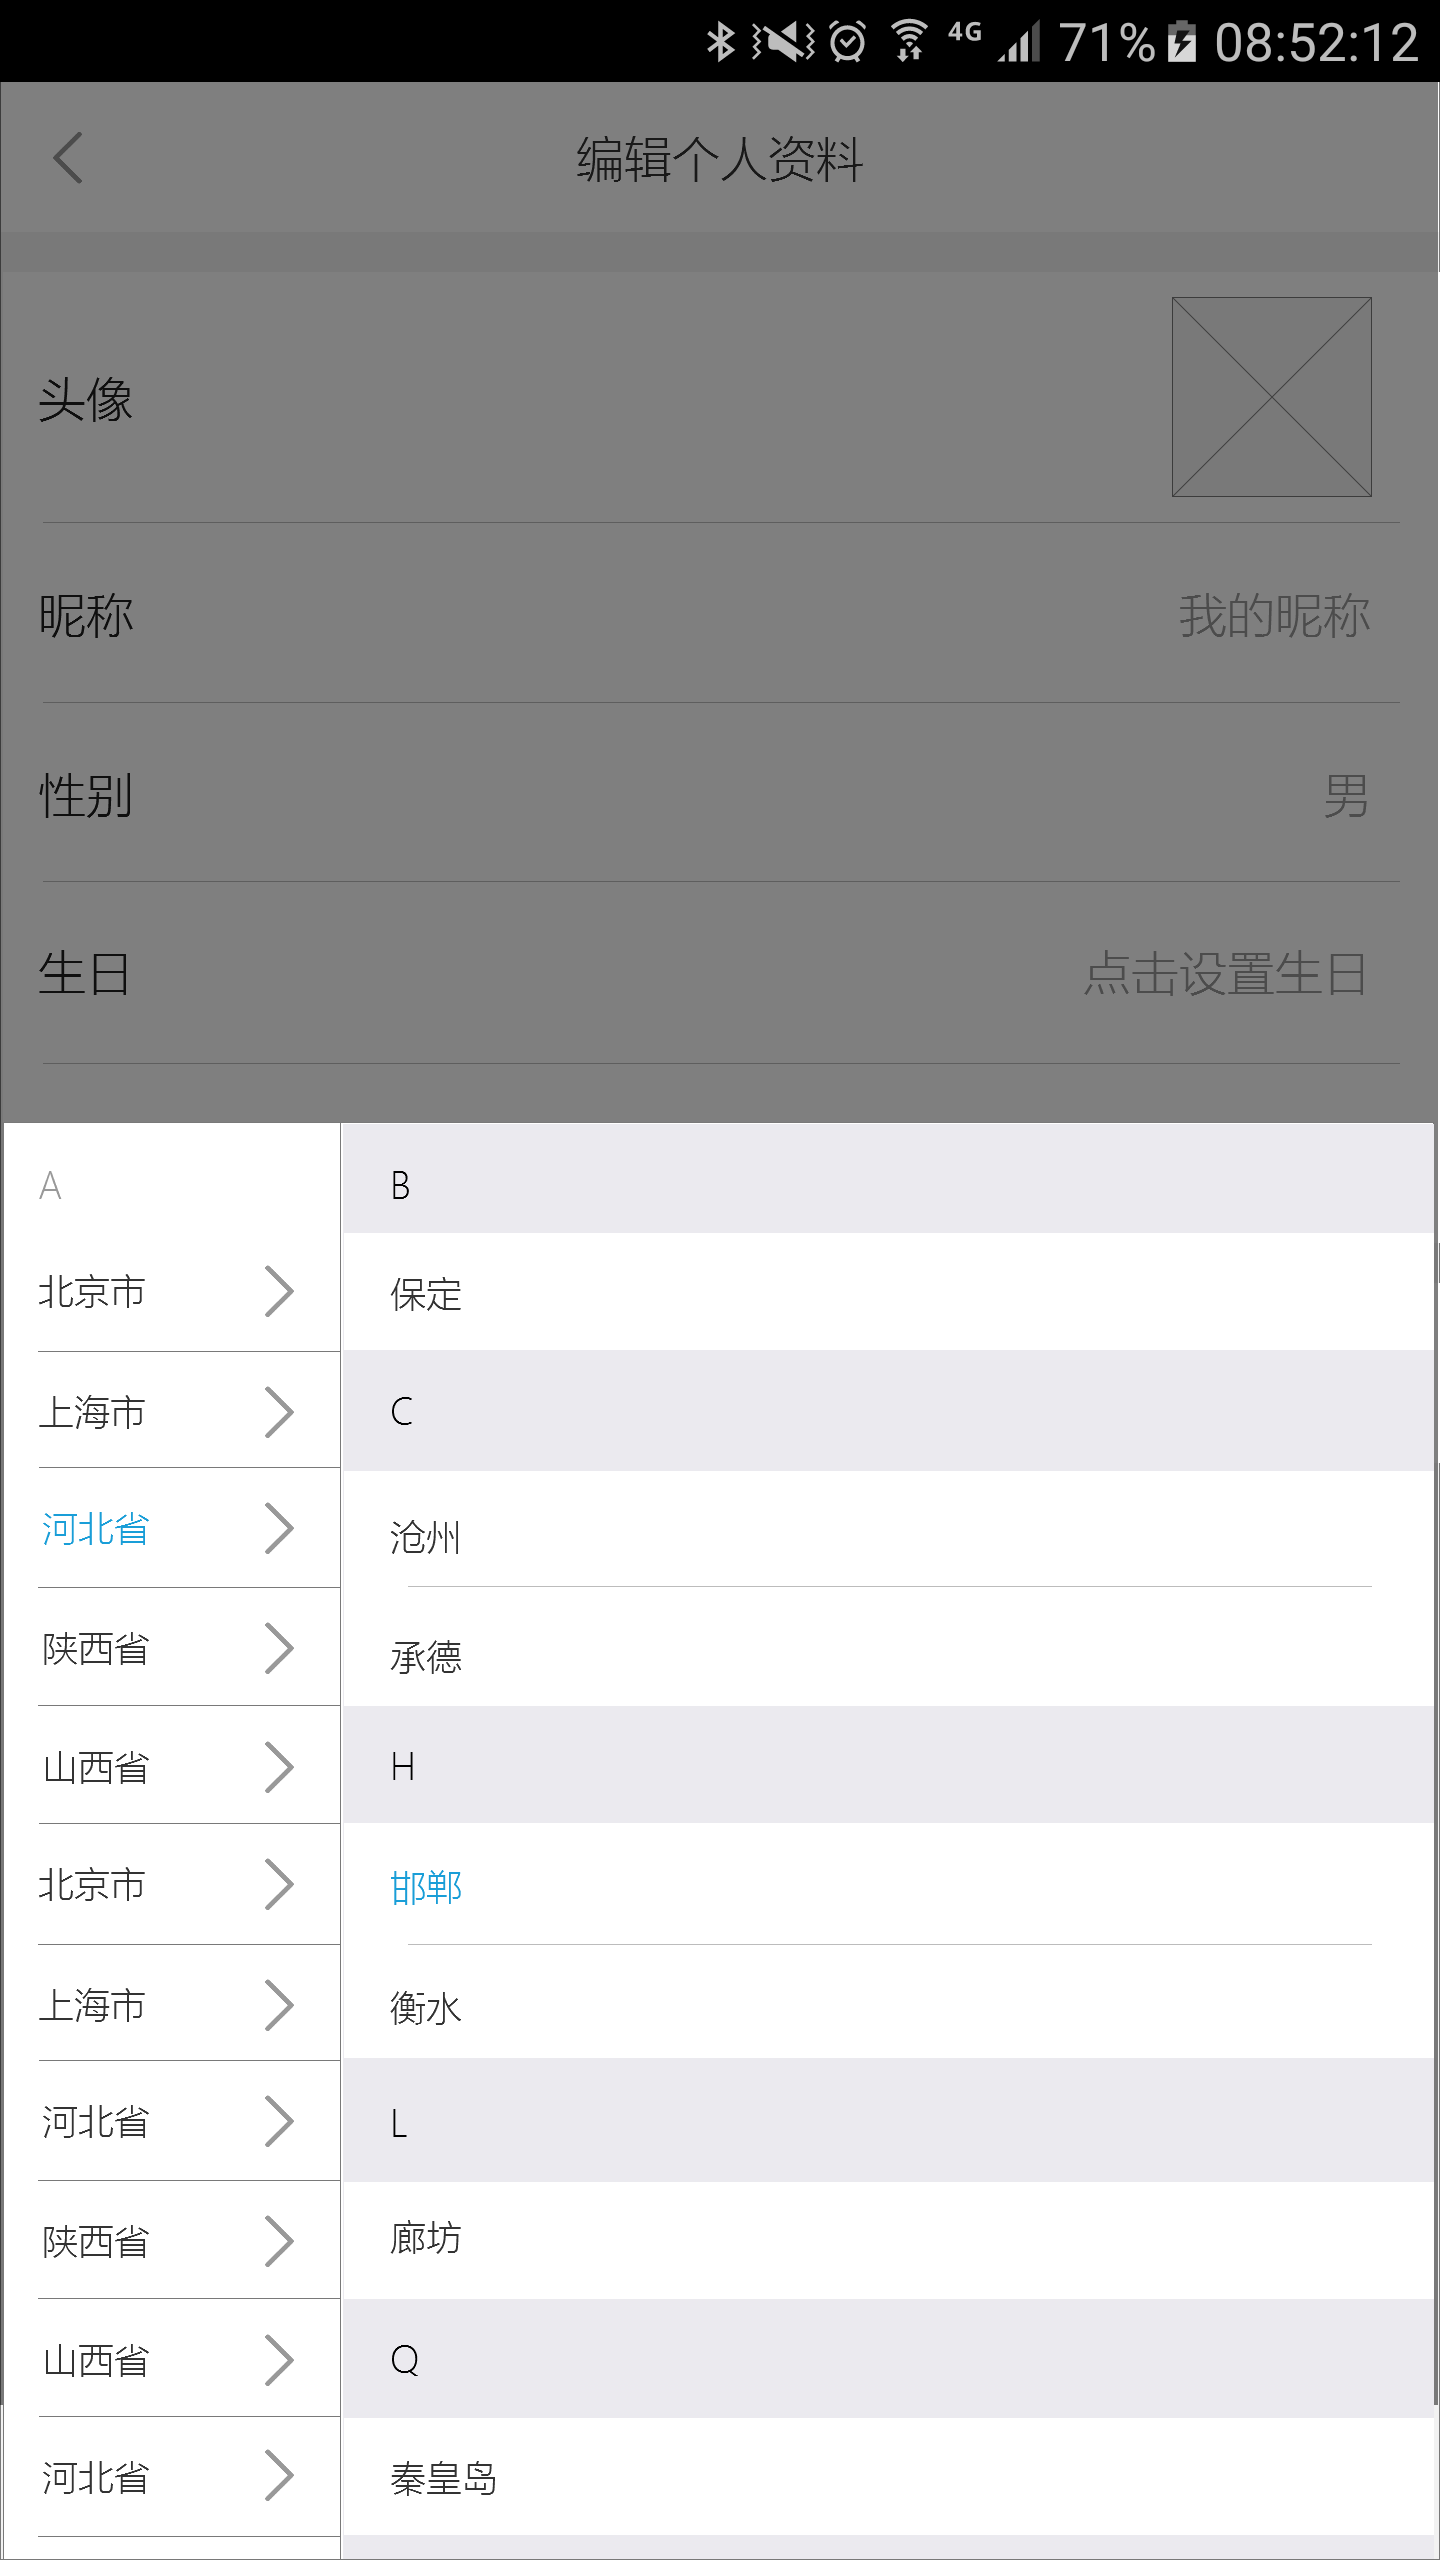 4G 71% 08:52:12
编辑个人资料
头像
昵称 我的昵称
性别 男
生日 点击设置生日
A
北京市
上海市
河北省
陕西省
山西省
北京市
上海市
河北省
陕西省
山西省
河北省
B
保定
C
沧州
承德
H
邯郸
衡水
L
廊坊
Q
秦皇岛